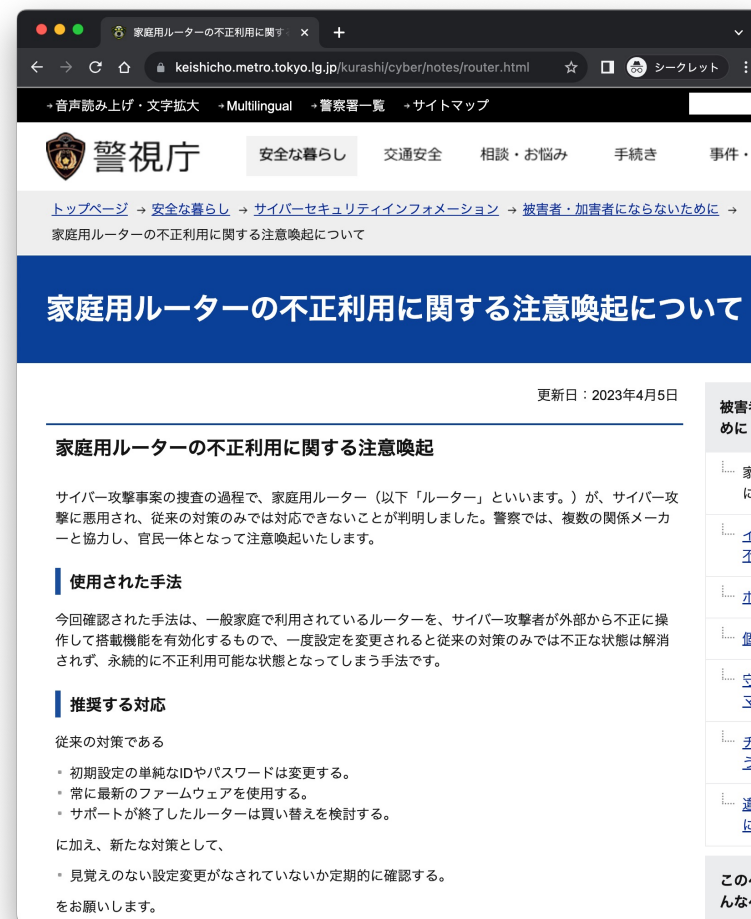 家庭用ルーターの不正利用に関す
keishicho.metro.tokyo.lg.jp/kurashi/cyber/notes/router.html
シークレット
→音声読み上げ・文字拡大 →Multilingual →警察署一覧 →サイトマップ
警視庁
安全な暮らし 交通安全 相談・お悩み 手続き 事件・
トップページ → 安全な暮らし → サイバーセキュリティインフォメーション → 被害者・加害者にならないために →
家庭用ルーターの不正利用に関する注意喚起について
家庭用ルーターの不正利用に関する注意喚起について
更新日：2023年4月5日
家庭用ルーターの不正利用に関する注意喚起
サイバー攻撃事案の捜査の過程で、家庭用ルーター（以下「ルーター」といいます。）が、サイバー攻
撃に悪用され、従来の対策のみでは対応できないことが判明しました。警察では、複数の関係メーカ
ーと協力し、官民一体となって注意喚起いたします。
使用された手法
今回確認された手法は、一般家庭で利用されているルーターを、サイバー攻撃者が外部から不正に操
作して搭載機能を有効化するもので、一度設定を変更されると従来の対策のみでは不正な状態は解消
されず、永続的に不正利用可能な状態となってしまう手法です。
推奨する対応
従来の対策である
初期設定の単純なIDやパスワードは変更する。
常に最新のファームウェアを使用する。
サポートが終了したルーターは買い替えを検討する。
に加え、新たな対策として、
見覚えのない設定変更がなされていないか定期的に確認する。
をお願いします。
被害
めに